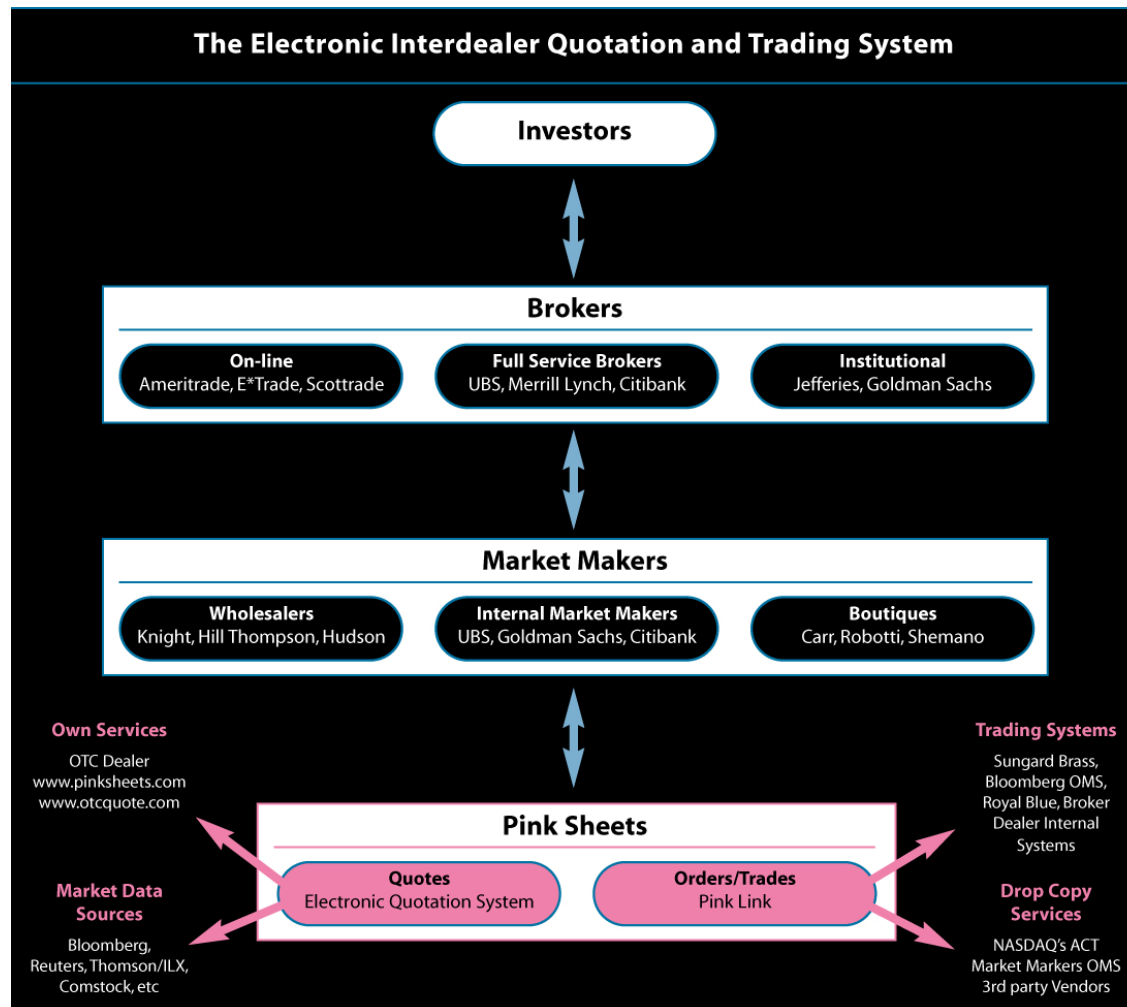 The Electronic Interdealer Quotation and Trading System
Investors
Brokers
On-line
Ameritrade, E*Trade, Scottrade
Full Service Brokers
UBS, Merrill Lynch, Citibank
Institutional
Jefferies, Goldman Sachs
Market Makers
Wholesalers
Knight, Hill Thompson, Hudson
Internal Market Makers
UBS, Goldman Sachs, Citibank
Boutiques
Carr, Robotti, Shemano
Own Services
OTC Dealer
www.pinksheets.com
www.otcquote.com
Market Data
Sources
Bloomberg,
Reuters, Thomson/ILX,
Comstock, etc
Pink Sheets
Quotes
Electronic Quotation System
Orders/Trades
Pink Link
Trading Systems
Sungard Brass,
Bloomberg OMS,
Royal Blue, Broker
Dealer Internal
Systems
Drop Copy
Services
NASDAQ's ACT
Market Markers OMS
3rd party Vendors